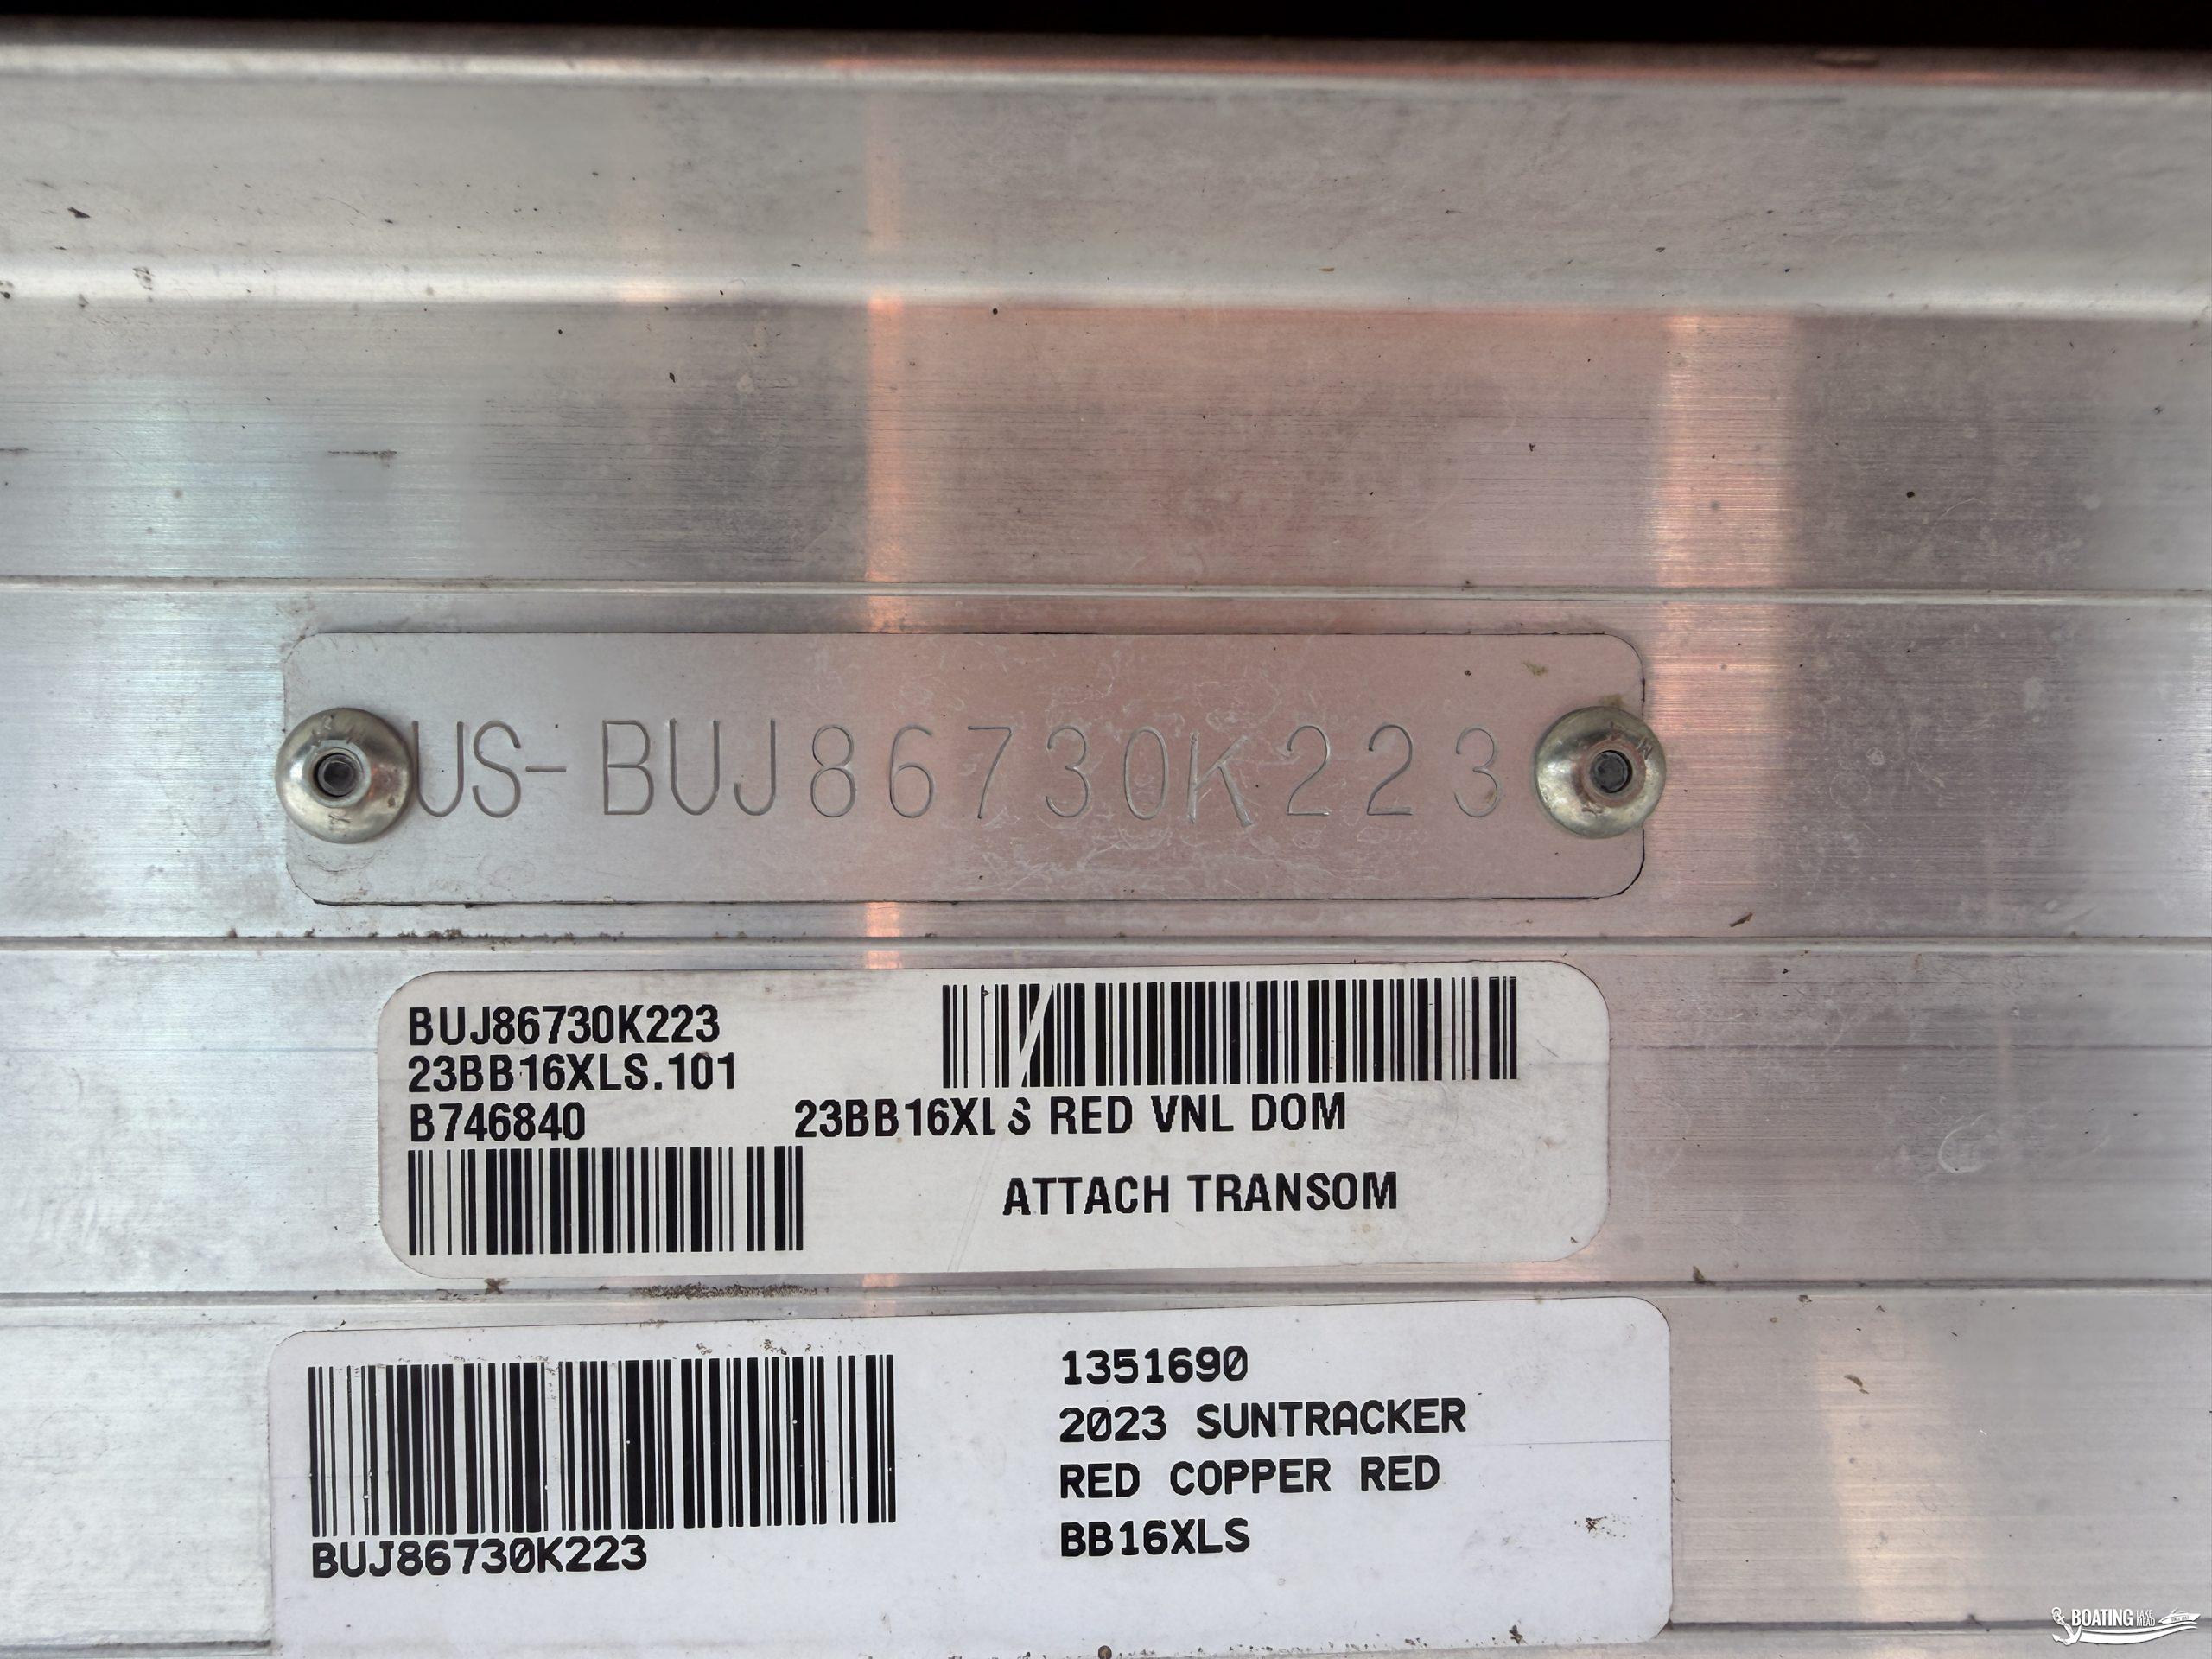 US-BUJ86730K223
BUJ86730K223
23BB16XLS.101
B746840
23BB16XLS RED VNL DOM
ATTACH TRANSOM
1351690
2023 SUNTRACKER
RED COPPER RED
BB16XLS
BUJ86730K223
BOATING LAKE MEAD